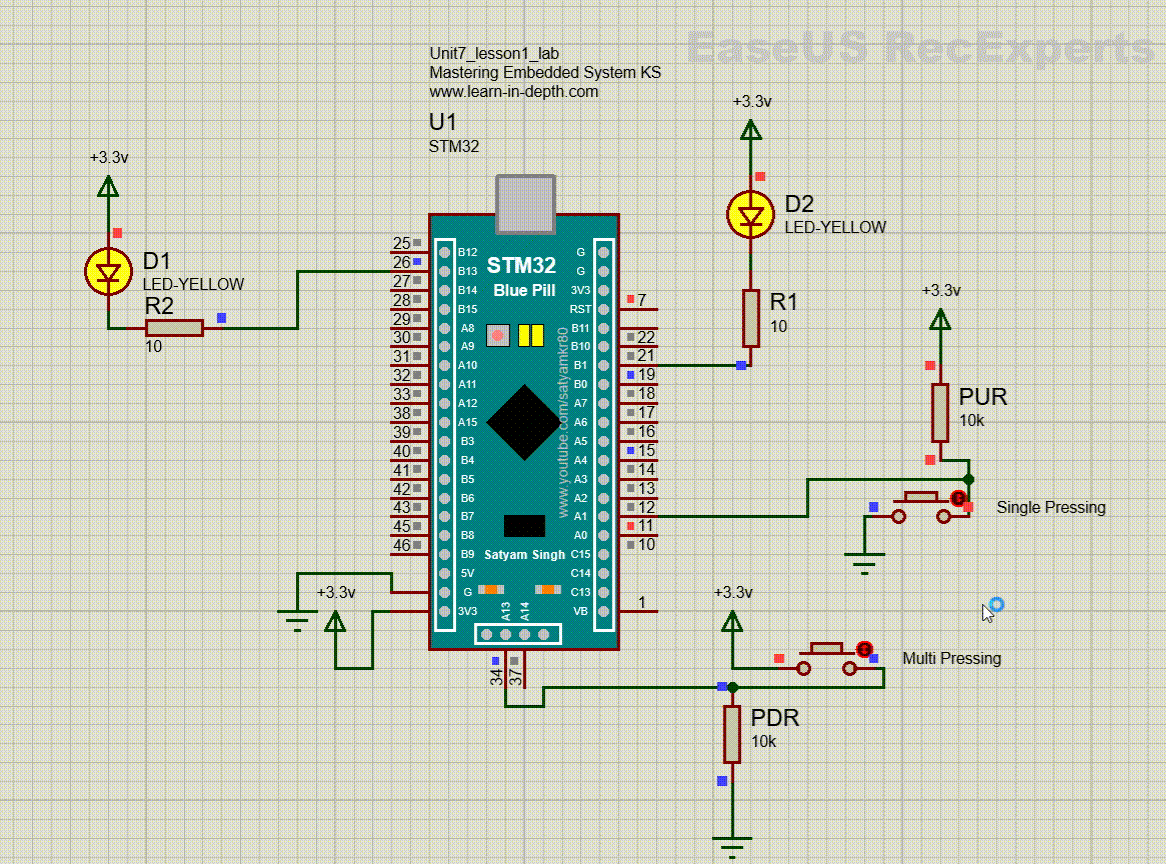 EaseUS RecExperts
Unit7_lesson1_lab
Mastering Embedded System KS
www.learn-in-depth.com
U1
STM32
+3.3v
D1
LED-YELLOW
R2
10
+3.3v
D2
LED-YELLOW
R1
10
25
26
27
28
29
30
31
32
33
38
39
40
41
42
43
45
46
B12
B13
B14
B15
A8
A9
A10
A11
A12
A15
B3
B4
B5
B6
B7
B8
B9
5V
G
3V3
STM32
Blue Pill
www.youtube.com/satyamkr80
Satyam Singh
A13
A14
34
37
G
G
3V3
RST
B11
B10
B1
B0
A7
A6
A5
A4
A3
A2
A1
A0
C15
C14
C13
VB
7
22
21
19
18
17
16
15
14
13
12
11
10
1
+3.3v
PUR
10k
Single Pressing
+3.3v
+3.3v
Multi Pressing
PDR
10k